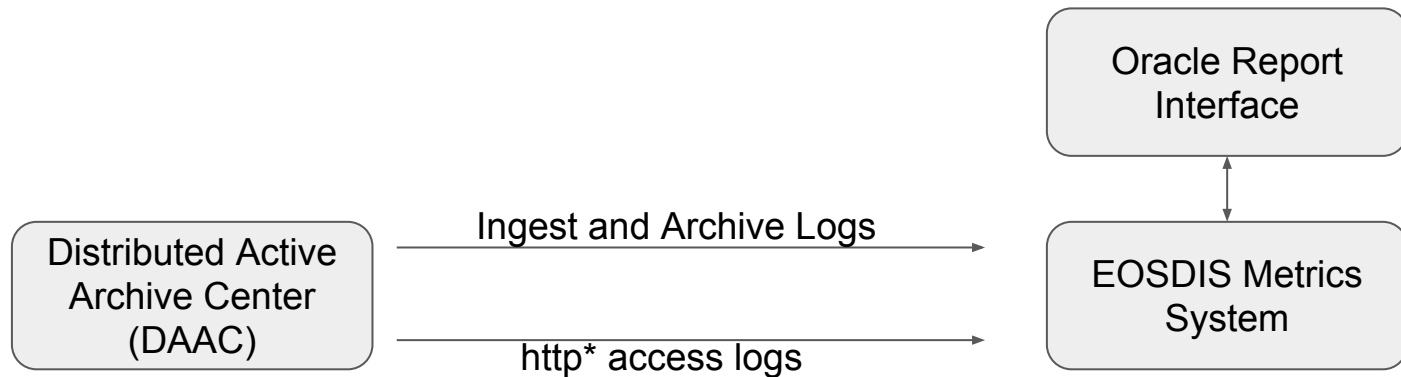 Oracle Report
Interface
Ingest and Archive Logs
Distributed Active
Archive Center
(DAAC)
EOSDIS Metrics
System
http* access logs